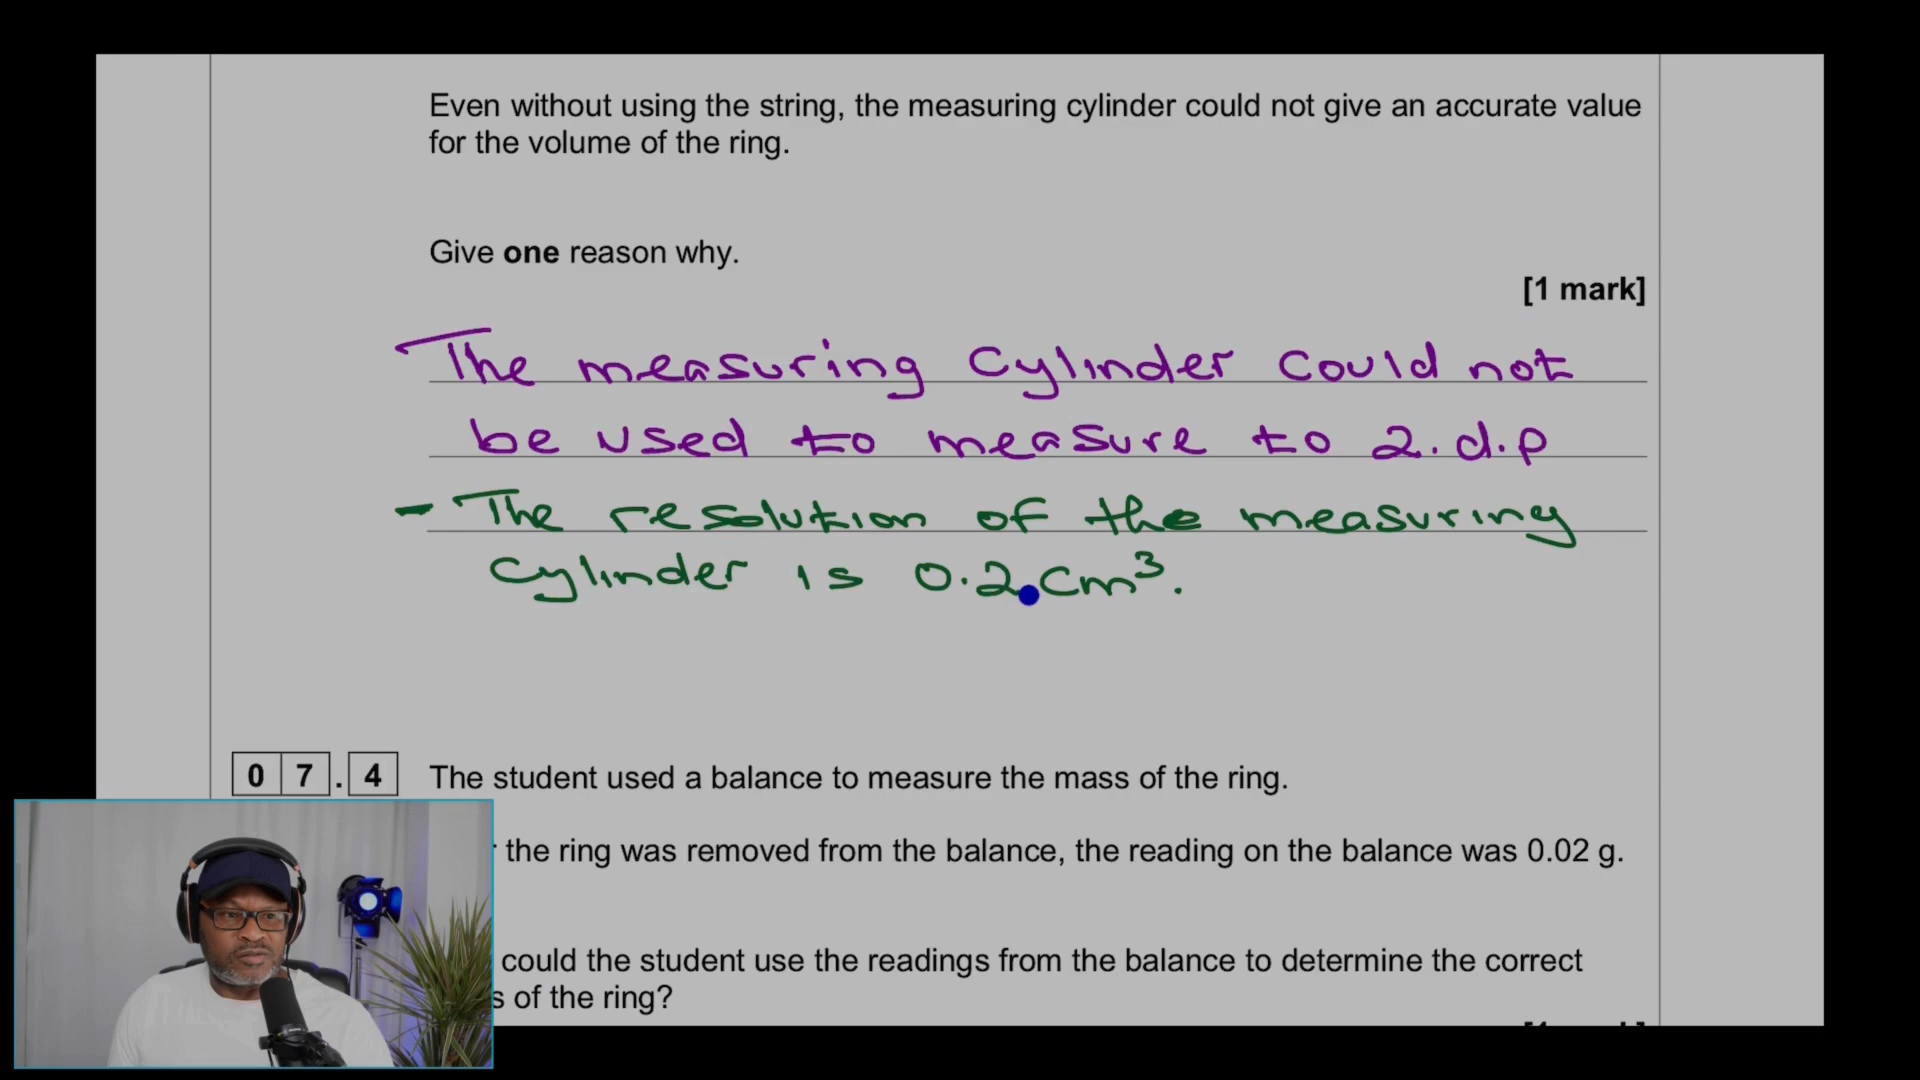 Even without using the string, the measuring cylinder could not give an accurate value
for the volume of the ring.
Give one reason why.
[1 mark]
The measuring cylinder could not
be used to measure to 2.d.p
- The resolution of the measuring
cylinder is 0.2 cm³.
0 7 . 4 The student used a balance to measure the mass of the ring.
the ring was removed from the balance, the reading on the balance was 0.02 g.
could the student use the readings from the balance to determine the correct
s of the ring?